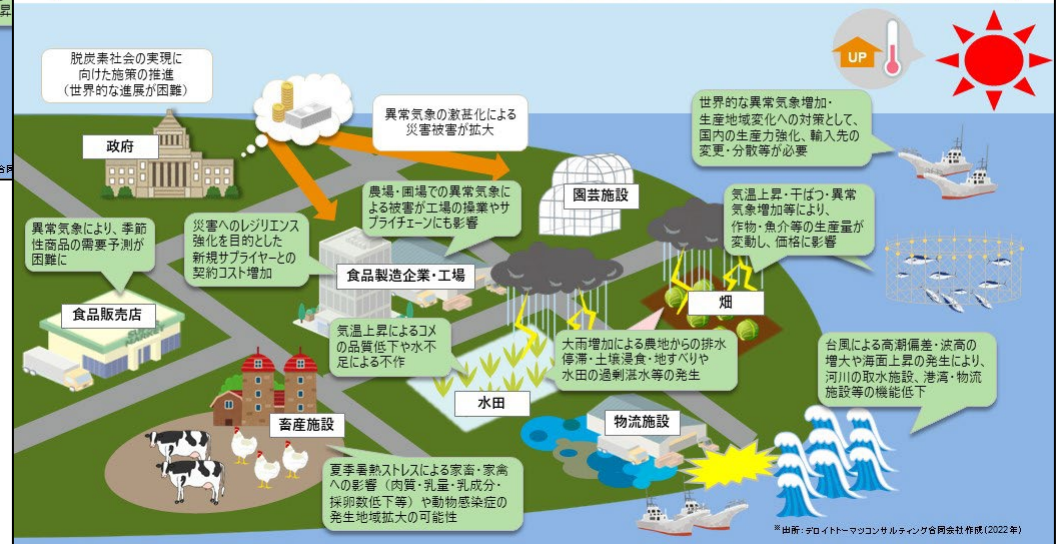 昇
合同
脱炭素社会の実現に
向けた施策の推進
（世界的な進展が困難）
政府
異常気象の激甚化による
災害被害が拡大
UP
世界的な異常気象増加・
生産地域変化への対策として、
国内の生産力強化、輸入先の
変更・分散等が必要
農場・圃場での異常気象に
よる被害が工場の操業やサ
プライチェーンにも影響
園芸施設
気温上昇・干ばつ・異常
気象増加等により、
作物・魚介等の生産量が
変動し、価格に影響
異常気象により、季節
性商品の需要予測が
困難に
災害へのレジリエンス
強化を目的とした
新規サプライヤーとの
契約コスト増加
食品製造企業・工場
畑
食品販売店
気温上昇によるコメ
の品質低下や水不
足による不作
大雨増加による農地からの排水
停滞・土壌浸食・地すべりや
水田の過剰湛水等の発生
台風による高潮偏差・波高の
増大や海面上昇の発生により、
河川の取水施設、港湾・物流
施設等の機能低下
水田
物流施設
畜産施設
夏季暑熱ストレスによる家畜・家禽
への影響（肉質・乳量・乳成分・
採卵数低下等）や動物感染症の
発生地域拡大の可能性
※出所：デロイトトーマツコンサルティング合同会社作成（2022年）